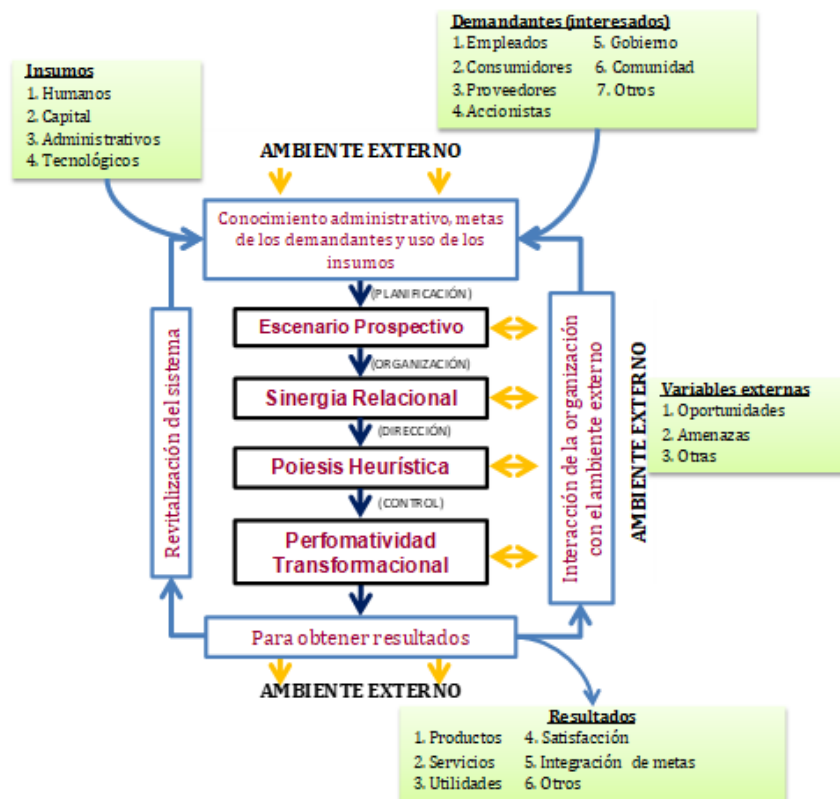 Demandantes (interesados)
1. Empleados
2. Consumidores
3. Proveedores
4. Accionistas
5. Gobierno
6. Comunidad
7. Otros
Insumos
1. Humanos
2. Capital
3. Administrativos
4. Tecnológicos
AMBIENTE EXTERNO
Conocimiento administrativo, metas
de los demandantes y uso de los
insumos
(PLANIFICACIÓN)
Escenario Prospectivo
(ORGANIZACIÓN)
Sinergia Relacional
(DIRECCIÓN)
Poiesis Heurística
(CONTROL)
Perfomatividad
Transformacional
Para obtener resultados
AMBIENTE EXTERNO
Revitalización del sistema
Interacción de la organización
con el ambiente externo
AMBIENTE EXTERNO
Variables externas
1. Oportunidades
2. Amenazas
3. Otras
Resultados
1. Productos
2. Servicios
3. Utilidades
4. Satisfacción
5. Integración de metas
6. Otros